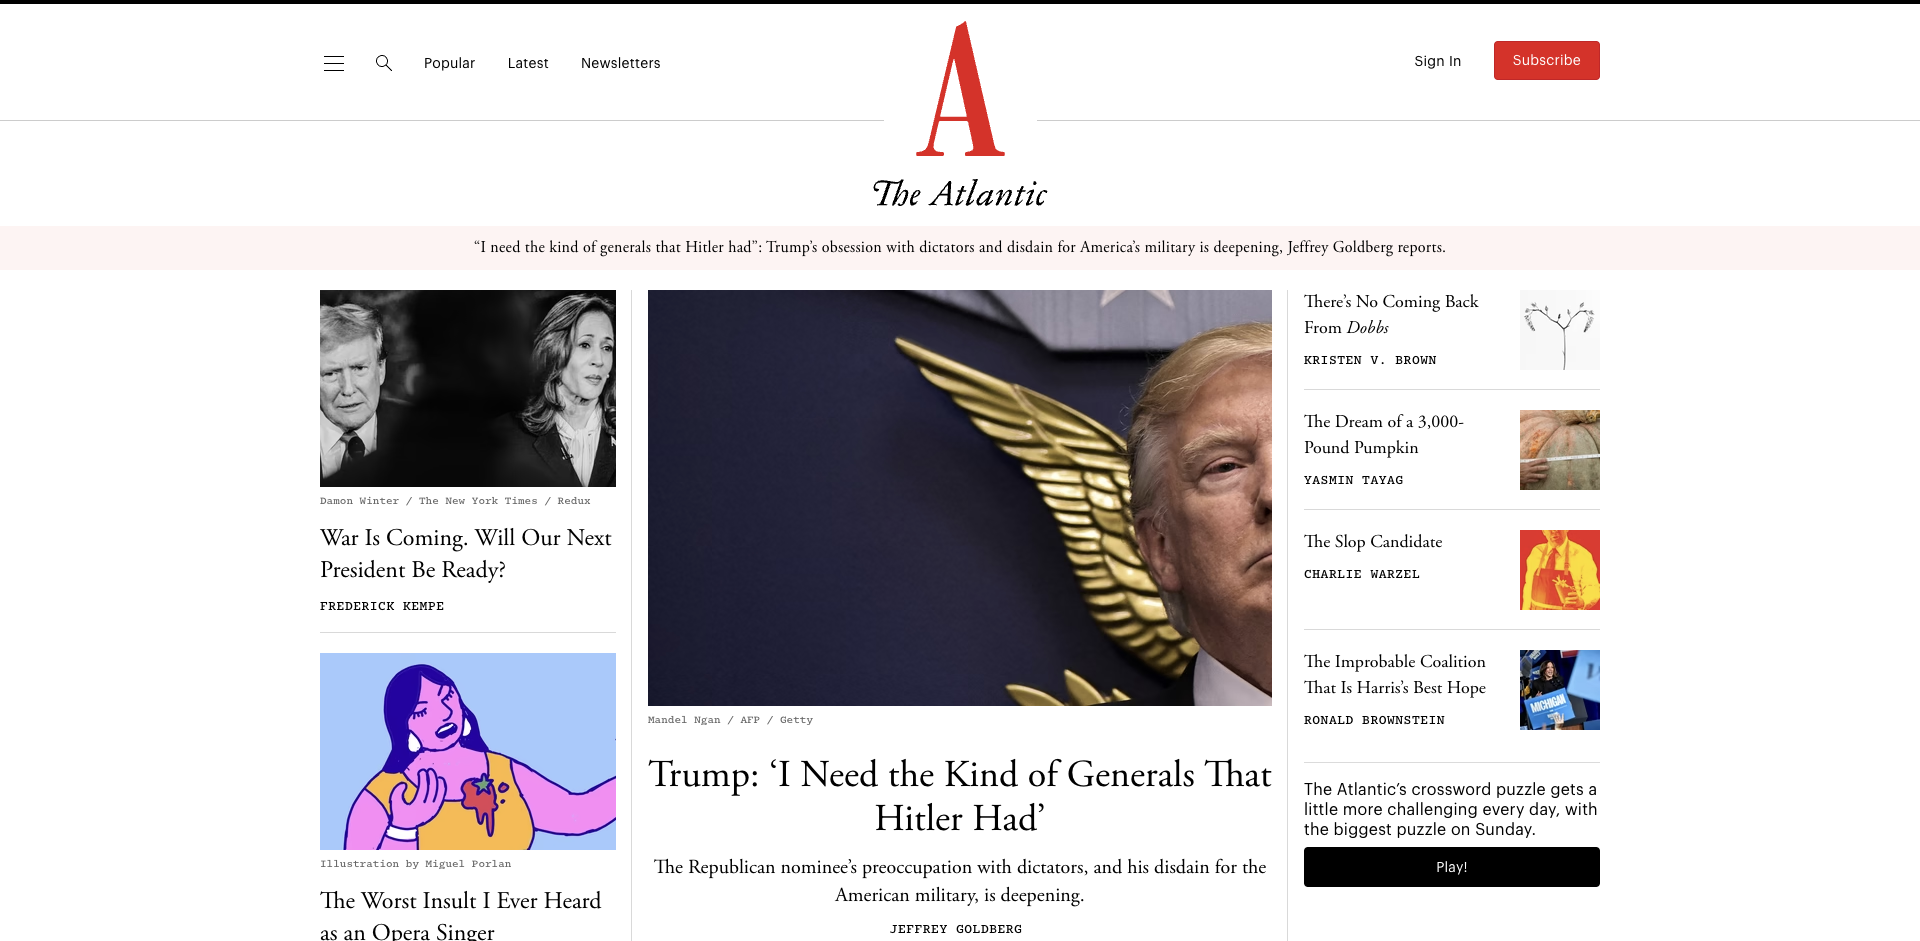 Popular
Latest
Newsletters
A
Sign In
Subscribe
The Atlantic
“I need the kind of generals that Hitler had”: Trump’s obsession with dictators and disdain for America’s military is deepening, Jeffrey Goldberg reports.
Damon Winter / The New York Times / Redux
War Is Coming. Will Our Next
President Be Ready?
FREDERICK KEMPE
Illustration by Miguel Porlan
The Worst Insult I Ever Heard
as an Opera Singer
Mandel Ngan / AFP / Getty
Trump: ‘I Need the Kind of Generals That
Hitler Had’
The Republican nominee’s preoccupation with dictators, and his disdain for the
American military, is deepening.
JEFFREY GOLDBERG
There’s No Coming Back
From Dobbs
KRISTEN V. BROWN
The Dream of a 3,000-
Pound Pumpkin
YASMIN TAYAG
The Slop Candidate
CHARLIE WARZEL
The Improbable Coalition
That Is Harris’s Best Hope
RONALD BROWNSTEIN
MICHIGAN
The Atlantic’s crossword puzzle gets a
little more challenging every day, with
the biggest puzzle on Sunday.
Play!